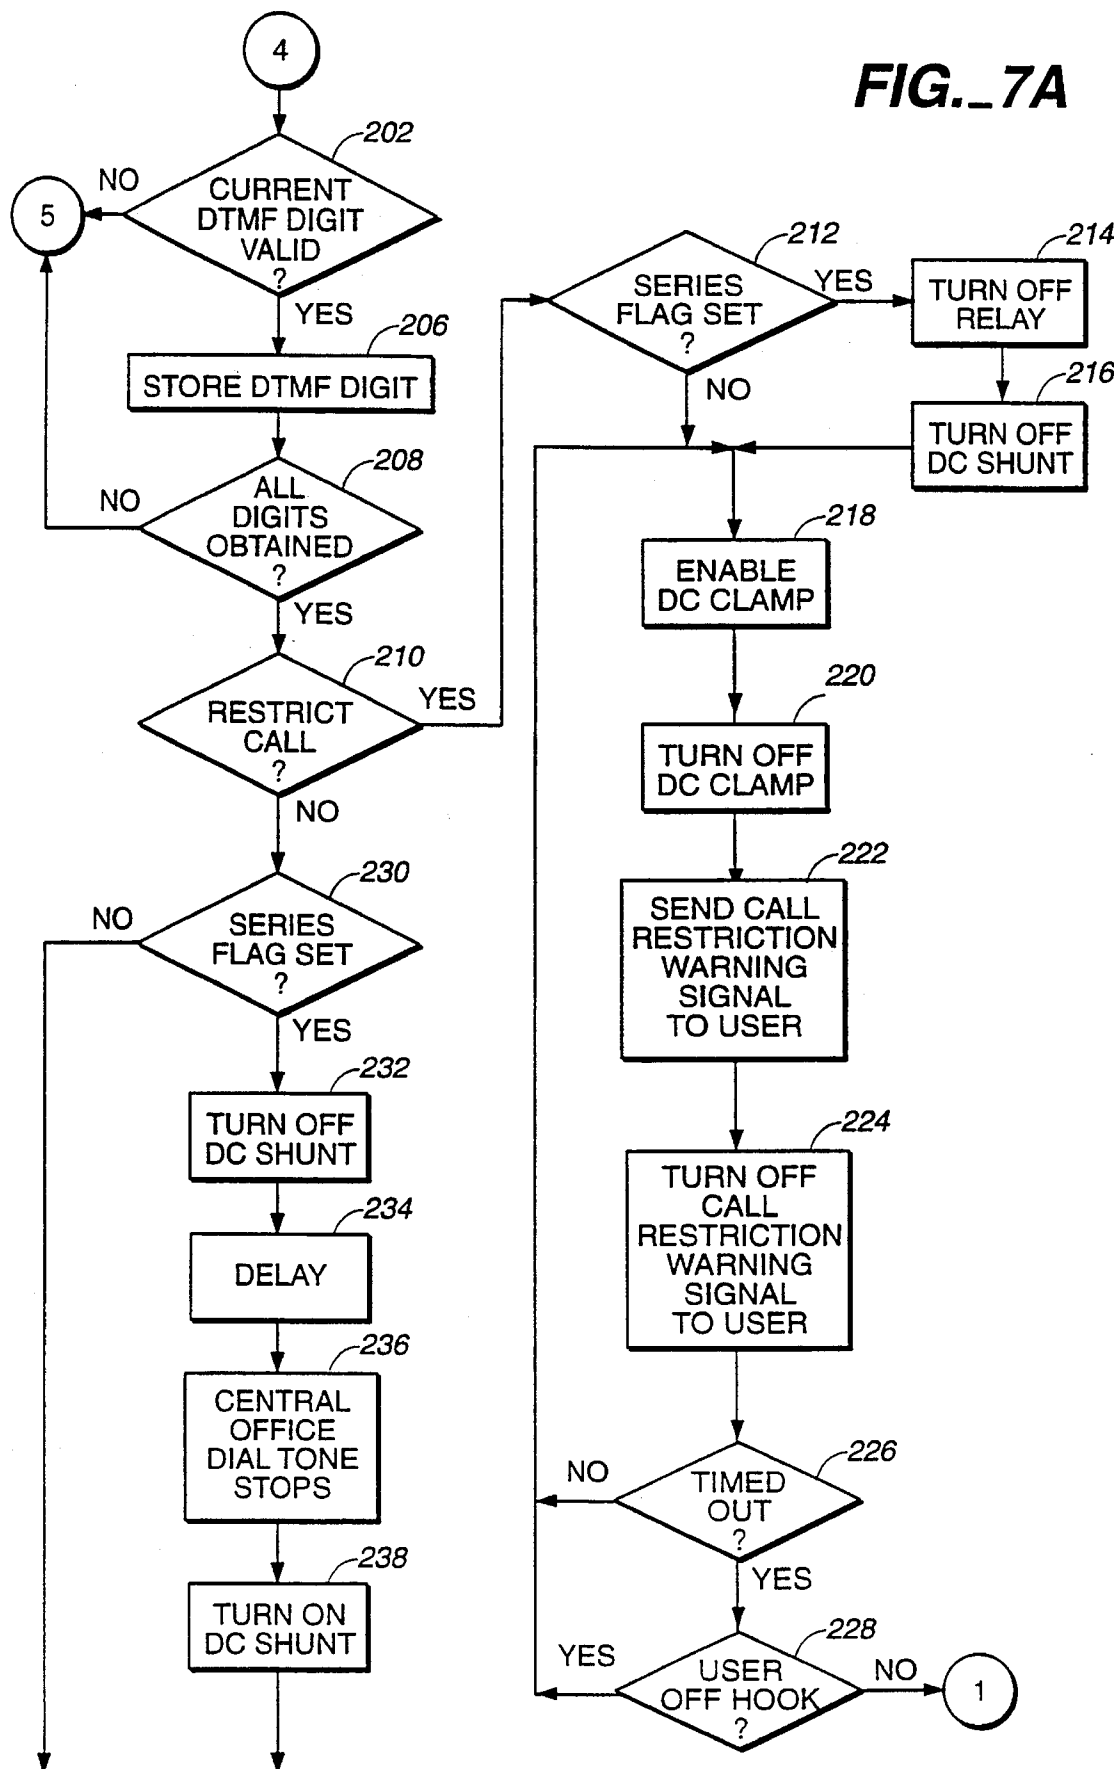 4
FIG._7A
202
NO
CURRENT
DTMF DIGIT
VALID
?
5
YES
206
STORE DTMF DIGIT
208
NO
ALL
DIGITS
OBTAINED
?
YES
210
RESTRICT
CALL
?
YES
NO
230
NO
SERIES
FLAG SET
?
YES
232
TURN OFF
DC SHUNT
234
DELAY
236
CENTRAL
OFFICE
DIAL TONE
STOPS
238
TURN ON
DC SHUNT
212
SERIES
FLAG SET
?
YES
NO
214
TURN OFF
RELAY
216
TURN OFF
DC SHUNT
218
ENABLE
DC CLAMP
220
TURN OFF
DC CLAMP
222
SEND CALL
RESTRICTION
WARNING
SIGNAL
TO USER
224
TURN OFF
CALL
RESTRICTION
WARNING
SIGNAL
TO USER
226
NO
TIMED
OUT
?
YES
228
YES
USER
OFF HOOK
?
NO
1